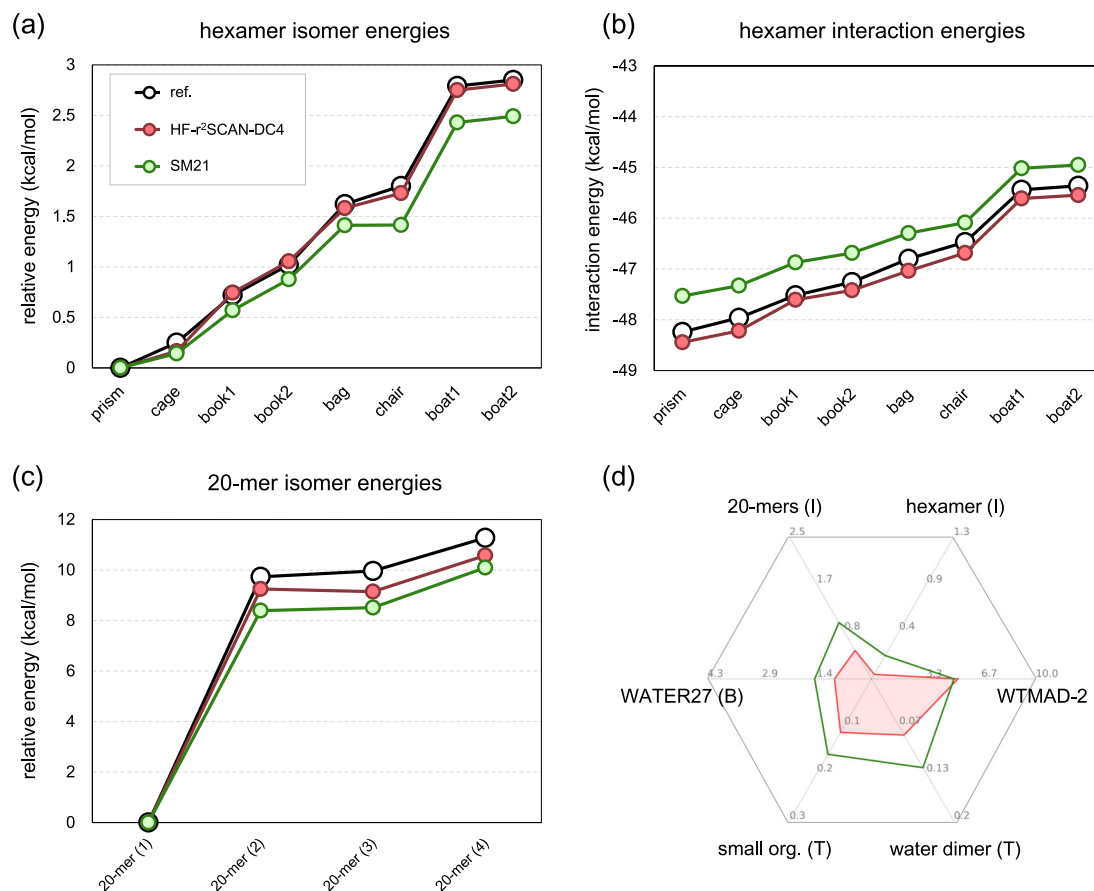 (a)
hexamer isomer energies
3
2.5
2
1.5
1
0.5
0
relative energy (kcal/mol)
ref.
HF-r²SCAN-DC4
SM21
prism
cage
book1
book2
bag
chair
boat1
boat2
(b)
hexamer interaction energies
-43
-44
-45
-46
-47
-48
-49
interaction energy (kcal/mol)
prism
cage
book1
book2
bag
chair
boat1
boat2
(c)
20-mer isomer energies
12
10
8
6
4
2
0
relative energy (kcal/mol)
20-mer (1)
20-mer (2)
20-mer (3)
20-mer (4)
(d)
20-mers (I)
hexamer (I)
2.5
1.3
1.7
0.9
0.8
0.4
4.3
2.9
1.4
3.3
6.7
10.0
WATER27 (B)
WTMAD-2
0.1
0.07
0.2
0.13
0.3
0.2
small org. (T)
water dimer (T)